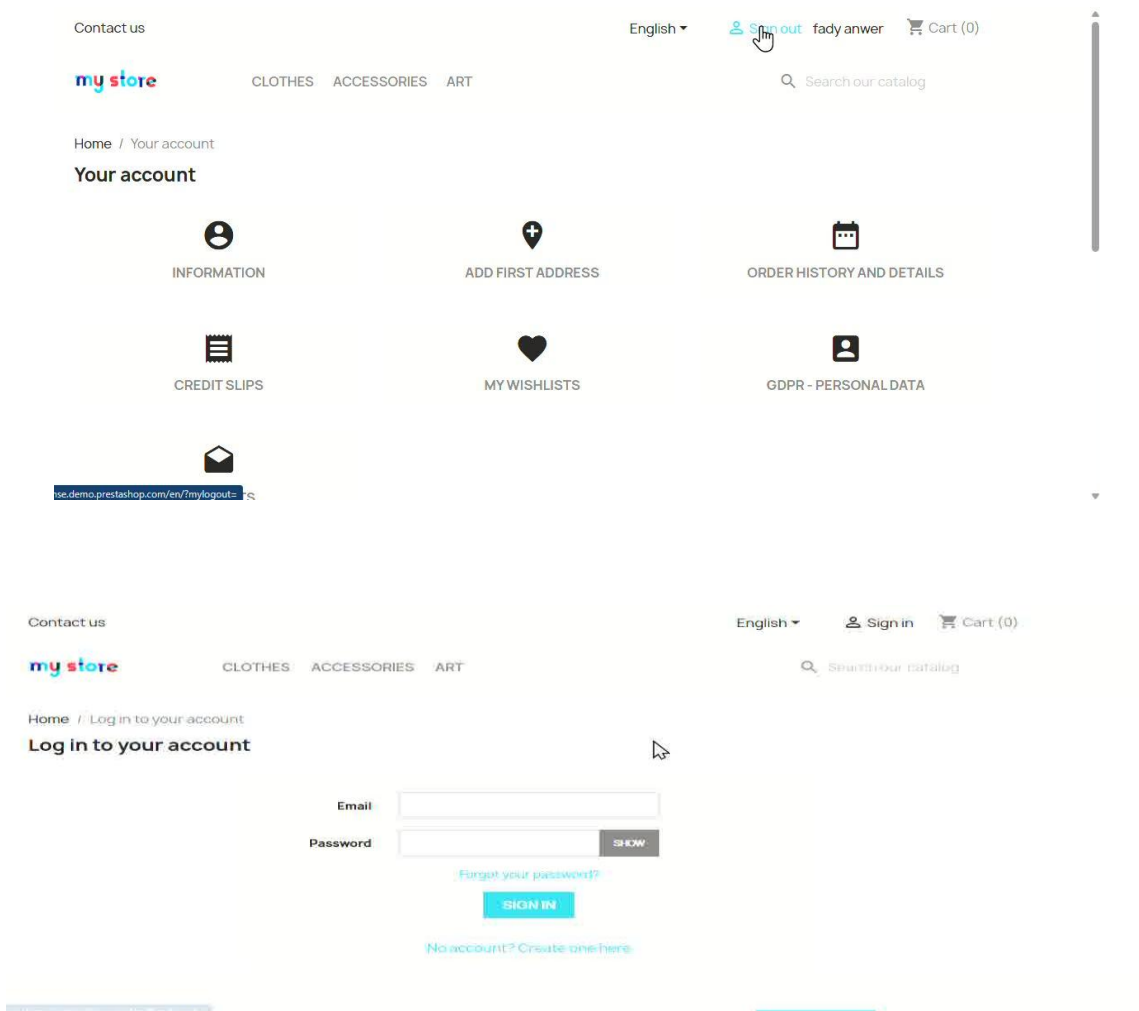 Contact us
English
Sign out fady anwer
Cart (0)
my store
CLOTHES ACCESSORIES ART
Search our catalog
Home / Your account
Your account
INFORMATION
ADD FIRST ADDRESS
ORDER HISTORY AND DETAILS
CREDIT SLIPS
MY WISHLISTS
GDPR - PERSONAL DATA
nse.demo.prestashop.com/en/?mylogout=
Contact us
English
Sign in
Cart (0)
my store
CLOTHES ACCESSORIES ART
Search our catalog
Home / Log in to your account
Log in to your account
Email
Password
SHOW
Forgot your password?
SIGN IN
No account? Create one here